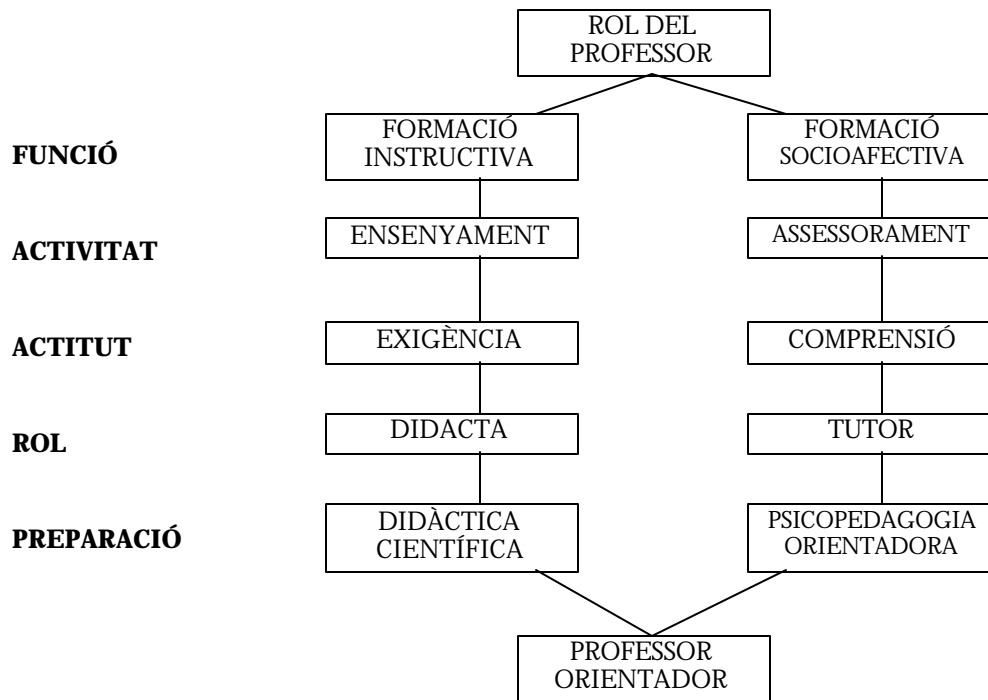 ROL DEL
PROFESSOR
FUNCIÓ
FORMACIÓ
INSTRUCTIVA
FORMACIÓ
SOCIOAFECTIVA
ACTIVITAT
ENSENYAMENT
ASSESSORAMENT
ACTITUT
EXIGÈNCIA
COMPRENSIÓ
ROL
DIDACTA
TUTOR
PREPARACIÓ
DIDÀCTICA
CIENTÍFICA
PSICOPEDAGOGIA
ORIENTADORA
PROFESSOR
ORIENTADOR